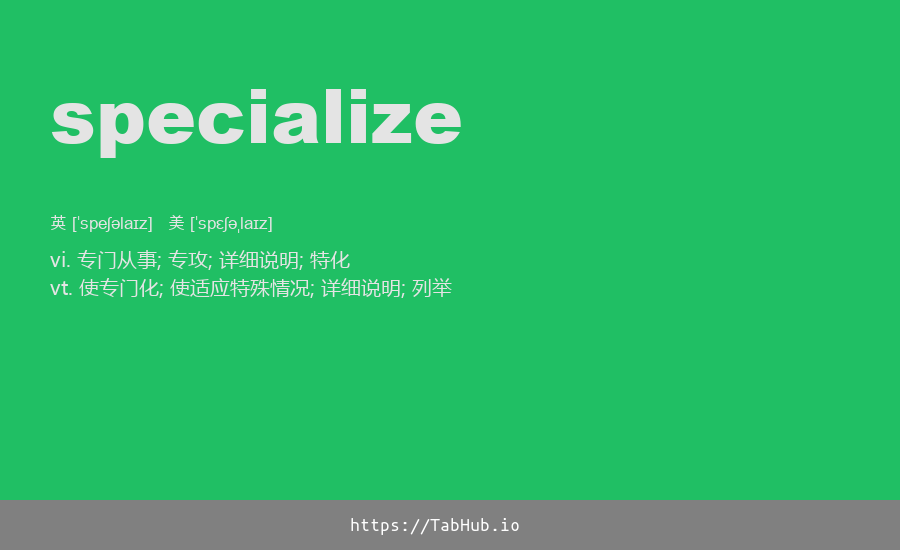 specialize
英 [ˈspeʃəlaɪz] 美 [ˈspɛʃəˌlaɪz]
vi. 专门从事; 专攻; 详细说明; 特化
vt. 使专门化; 使适应特殊情况; 详细说明; 列举
https://TabHub.io